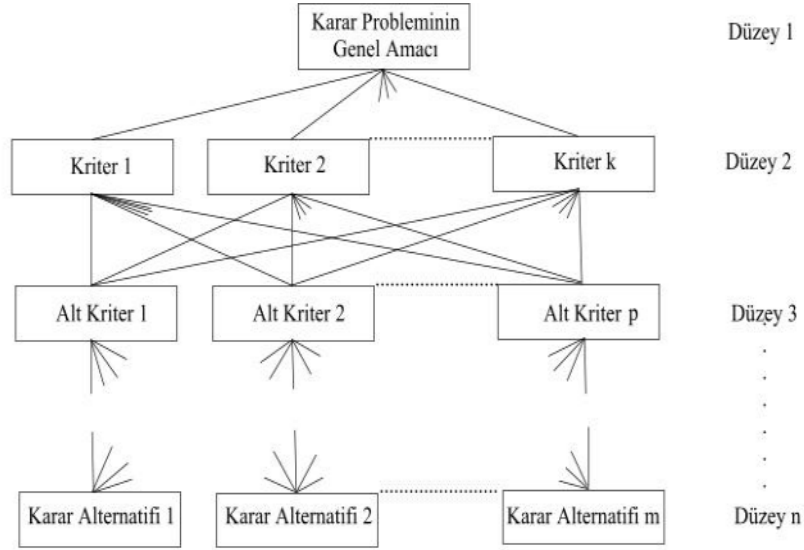 Karar Probleminin
Genel Amacı
Düzey 1
Kriter 1
Kriter 2
Kriter k
Düzey 2
Alt Kriter 1
Alt Kriter 2
Alt Kriter p
Düzey 3
Karar Alternatifi 1
Karar Alternatifi 2
Karar Alternatifi m
Düzey n